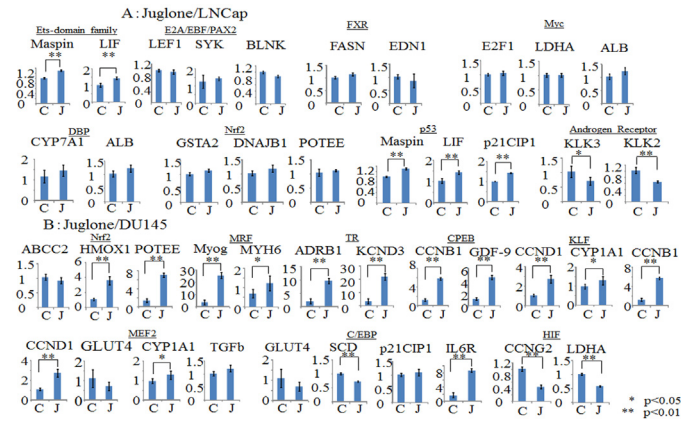 A : Juglone/LNCap
Ets-domain family E2A/EBF/PAX2 FXR Myc
Maspin LIF LEF1 SYK BLNK FASN EDN1 E2F1 LDHA ALB
** **
C J C J C J C J C J C J C J C J C J C J
DBP Nrf2 p53 Androgen Receptor
CYP7A1 ALB GSTA2 DNAJB1 POTEE Maspin LIF p21CIP1 KLK3 KLK2
** ** ** * **
C J C J C J C J C J C J C J C J C J C J
B : Juglone/DU145
Nrf2 MRF TR CPEB KLF
ABCC2 HMOX1 POTEE Myog MYH6 ADRB1 KCND3 CCNB1 GDF-9 CCND1 CYP1A1 CCNB1
** ** ** * ** ** ** ** ** * **
C J C J C J C J C J C J C J C J C J C J C J C J
MEF2 C/EBP HIF
CCND1 GLUT4 CYP1A1 TGFb GLUT4 SCD p21CIP1 IL6R CCNG2 LDHA
** * ** ** ** **
C J C J C J C J C J C J C J C J C J C J
* p<0.05
** p<0.01